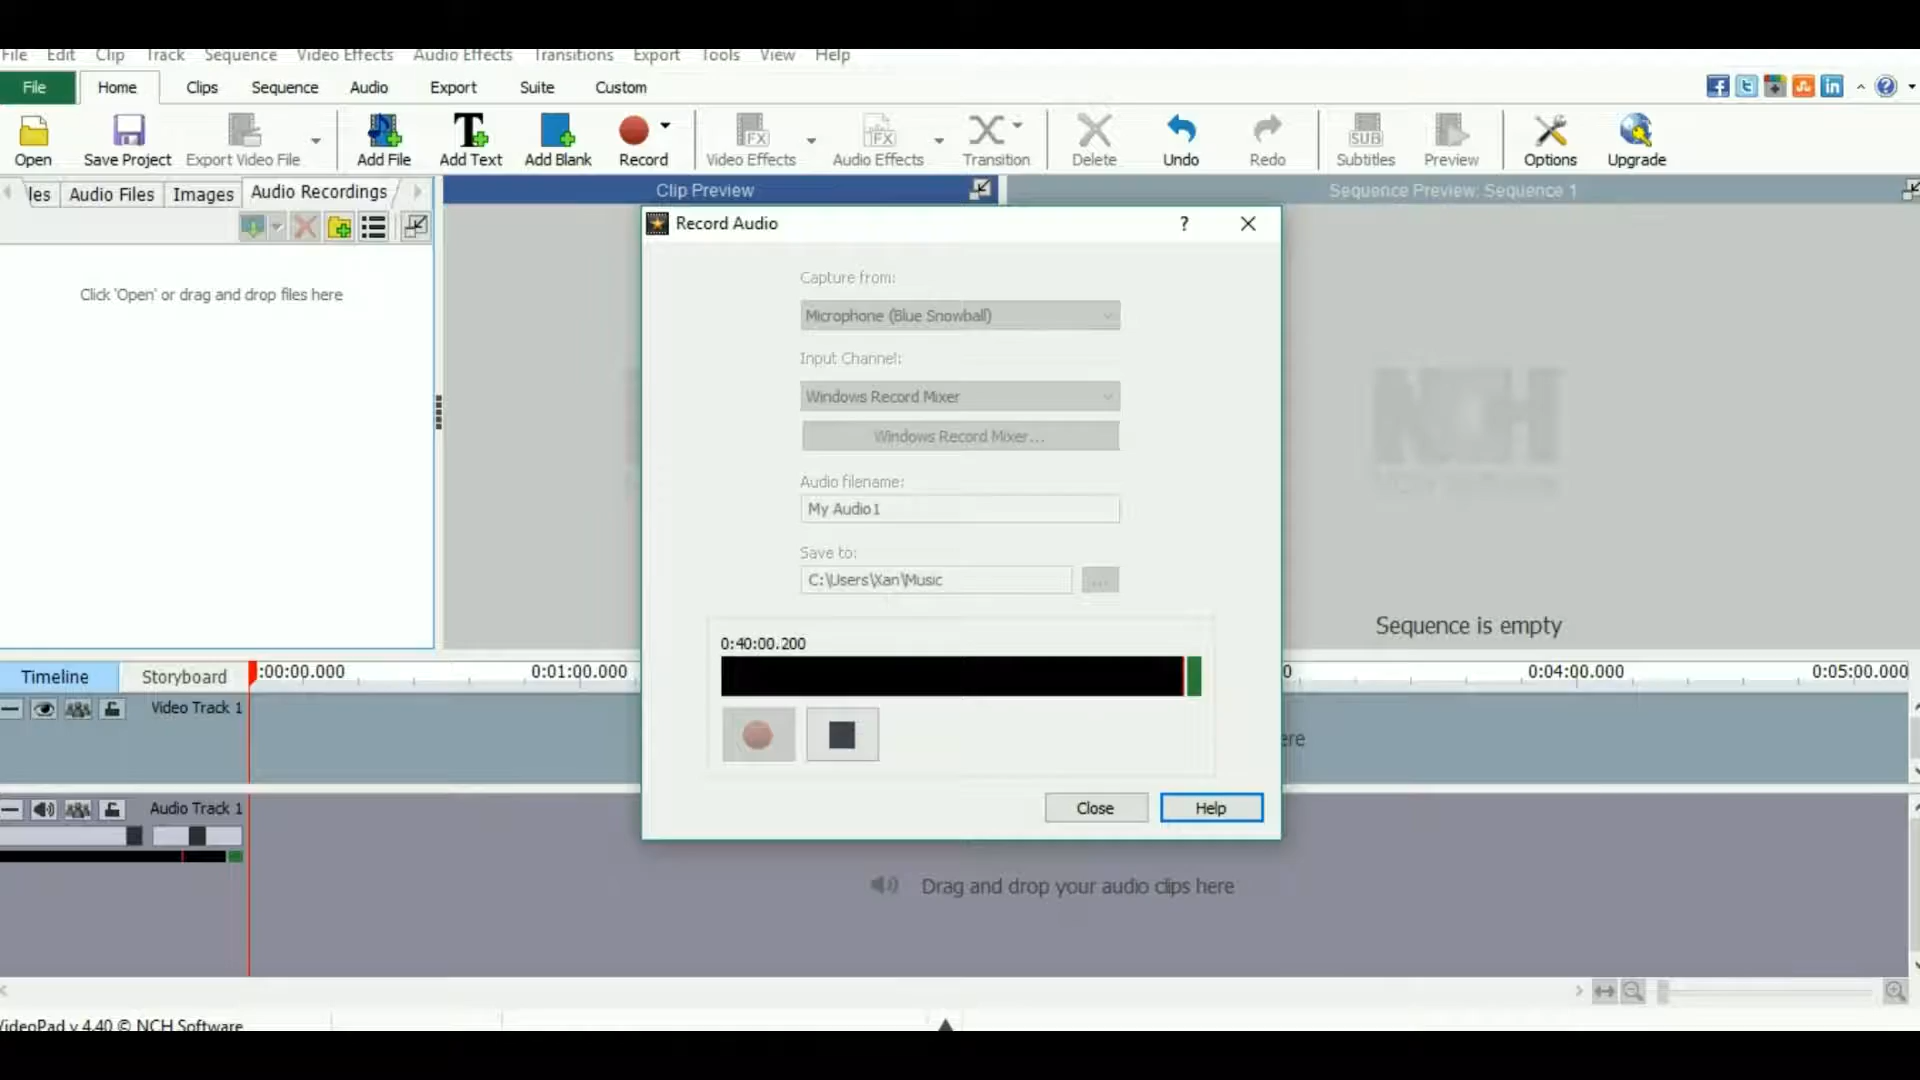 File Edit Clip Track Sequence Video Effects Audio Effects Transitions Export Tools View Help
File Home Clips Sequence Audio Export Suite Custom
Open Save Project Export Video File Add File Add Text Add Blank Record Video Effects Audio Effects Transition Delete Undo Redo Subtitles Preview Options Upgrade
les Audio Files Images Audio Recordings
Clip Preview
Sequence Preview: Sequence 1
Click 'Open' or drag and drop files here
Record Audio ?
Capture from:
Microphone (Blue Snowball)
Input Channel:
Windows Record Mixer
Windows Record Mixer...
Audio filename:
My Audio1
Save to:
C:\Users\Xan\Music ...
0:40:00.200
Close Help
NCH
Sequence is empty
Timeline Storyboard :00:00.000 0:01:00.000 0 0:04:00.000 0:05:00.000
Video Track 1
ere
Audio Track 1
Drag and drop your audio clips here
VideoPad v 4.40 © NCH Software